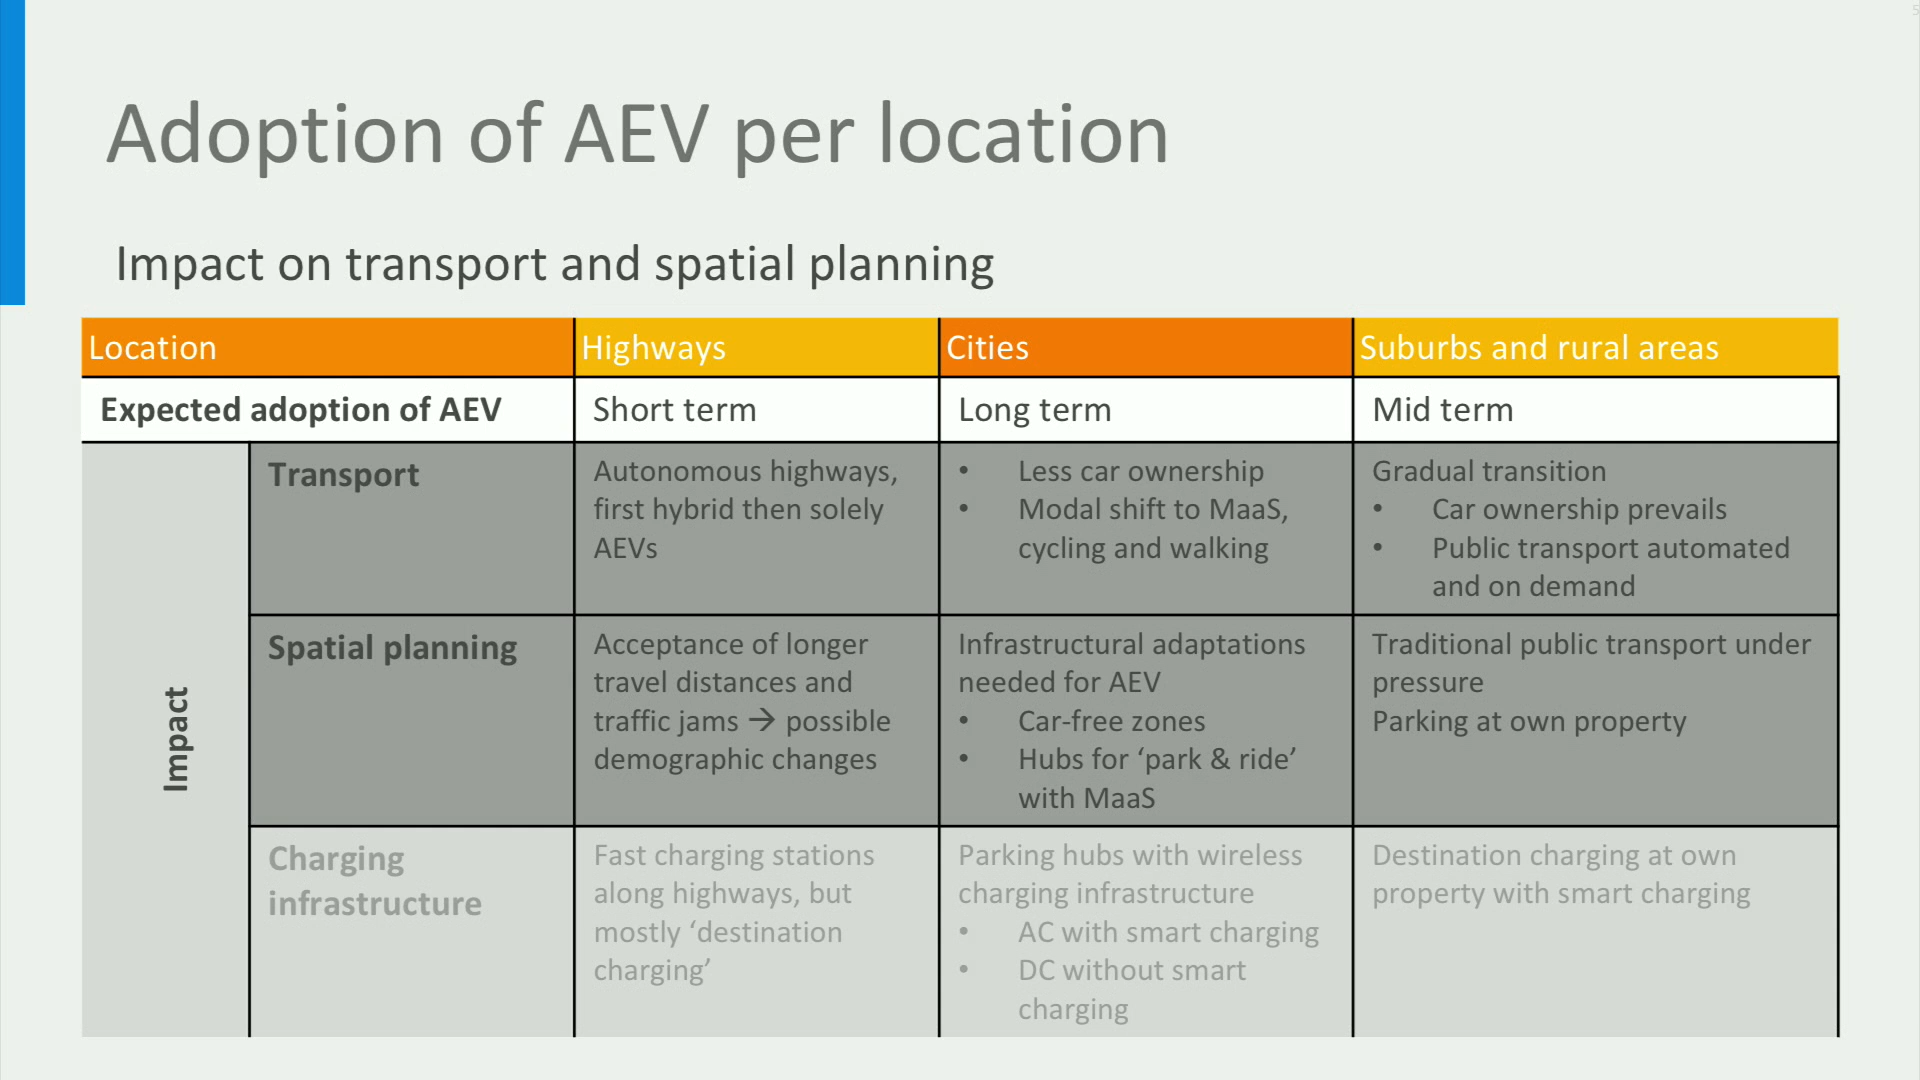 5
Adoption of AEV per location
Impact on transport and spatial planning
Location Highways Cities Suburbs and rural areas
Expected adoption of AEV Short term Long term Mid term
Impact
Transport
Autonomous highways,
first hybrid then solely
AEVs
• Less car ownership
• Modal shift to MaaS,
cycling and walking
Gradual transition
• Car ownership prevails
• Public transport automated
and on demand
Spatial planning
Acceptance of longer
travel distances and
traffic jams → possible
demographic changes
Infrastructural adaptations
needed for AEV
• Car-free zones
• Hubs for ‘park & ride’
with MaaS
Traditional public transport under
pressure
Parking at own property
Charging
infrastructure
Fast charging stations
along highways, but
mostly ‘destination
charging’
Parking hubs with wireless
charging infrastructure
• AC with smart charging
• DC without smart
charging
Destination charging at own
property with smart charging